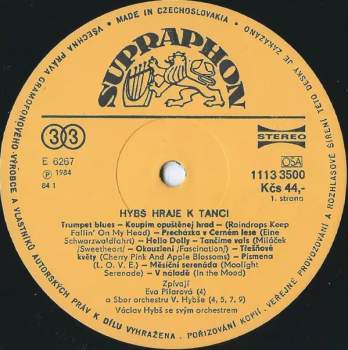 MADE IN CZECHOSLOVAKIA
VŠECHNA PRÁVA GRAMOFONOVÉHO VÝROBCE A VLASTNÍKŮ AUTORSKÝCH PRÁV K DÍLU VYHRAŽENA. POŘIZOVÁNÍ KOPIÍ, VEŘEJNÉ PROVOZOVÁNÍ A ROZHLASOVÉ ŠÍŘENÍ TÉTO DESKY JE ZAKÁZÁNO
SUPRAPHON
33
STEREO
E 6267
Ⓟ 1984
84 1
OSA
1113 3500
Kčs 44,-
1. strana
HYBŠ HRAJE K TANCI
Trumpet blues – Koupím opuštěnej hrad – (Raindrops Keep
Fallin' On My Head) – Procházka v Černém lese (Eine
Schwarzwaldfahrt) – Hello Dolly – Tančíme vals (Miláček
/Sweetheart/ – Okouzlení /Fascination/) – Třešňové
květy (Cherry Pink And Apple Blossoms) – Písmena
(L. O. V. E.) – Měsíční serenáda (Moonlight
Serenade) – V náladě (In the Mood)
Zpívají
Eva Pilarová (4)
a Sbor orchestru V. Hybše (4, 5, 7, 9)
Václav Hybš se svým orchestrem